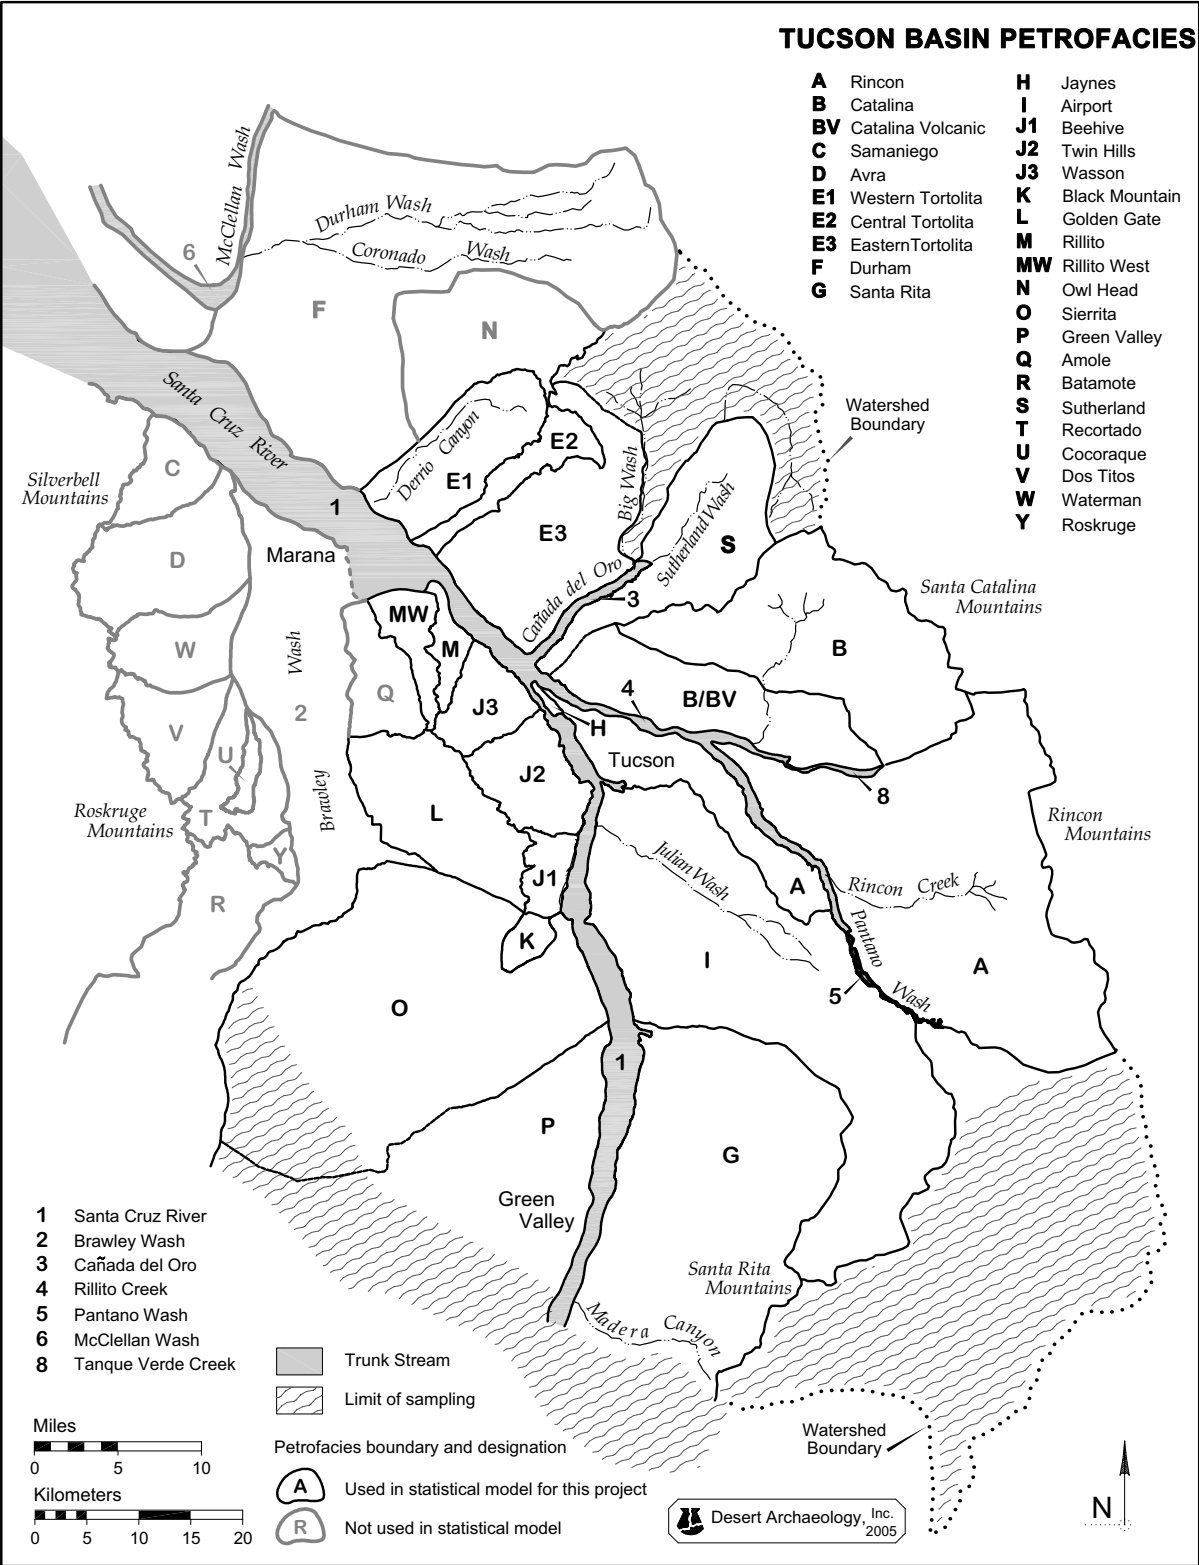 TUCSON BASIN PETROFACIES
A Rincon
B Catalina
BV Catalina Volcanic
C Samaniego
D Avra
E1 Western Tortolita
E2 Central Tortolita
E3 EasternTortolita
F Durham
G Santa Rita
H Jaynes
I Airport
J1 Beehive
J2 Twin Hills
J3 Wasson
K Black Mountain
L Golden Gate
M Rillito
MW Rillito West
N Owl Head
O Sierrita
P Green Valley
Q Amole
R Batamote
S Sutherland
T Recortado
U Cocoraque
V Dos Titos
W Waterman
Y Roskruge
McClellan Wash
Durham Wash
Coronado Wash
6
F
N
Santa Cruz River
Derrio Canyon
E2
E1
Big Wash
Watershed
Boundary
Silverbell
Mountains
C
1
E3
Sutherland Wash
S
Marana
D
Cañada del Oro
3
Santa Catalina
Mountains
MW
M
W
Wash
B
Q
4
B/BV
J3
2
H
V
U
Tucson
J2
8
Brawley
L
Roskruge
Mountains
T
Rincon
Mountains
Y
Julian Wash
J1
A
Rincon Creek
R
Pantano
K
I
A
5
Wash
O
1
P
G
Green
Valley
Santa Rita
Mountains
Madera Canyon
1 Santa Cruz River
2 Brawley Wash
3 Cañada del Oro
4 Rillito Creek
5 Pantano Wash
6 McClellan Wash
8 Tanque Verde Creek
Trunk Stream
Limit of sampling
Petrofacies boundary and designation
A Used in statistical model for this project
R Not used in statistical model
Miles
0 5 10
Kilometers
0 5 10 15 20
Watershed
Boundary
Desert Archaeology, Inc.
2005
N